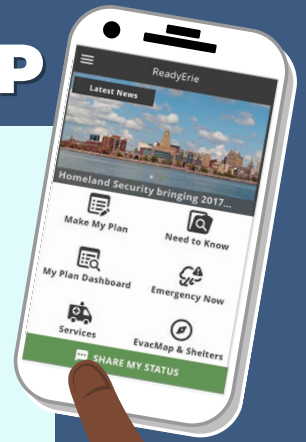 P
ReadyErie
Latest News
Homeland Security bringing 2017...
Make My Plan
Need to Know
My Plan Dashboard
Emergency Now
Services
EvacMap & Shelters
SHARE MY STATUS